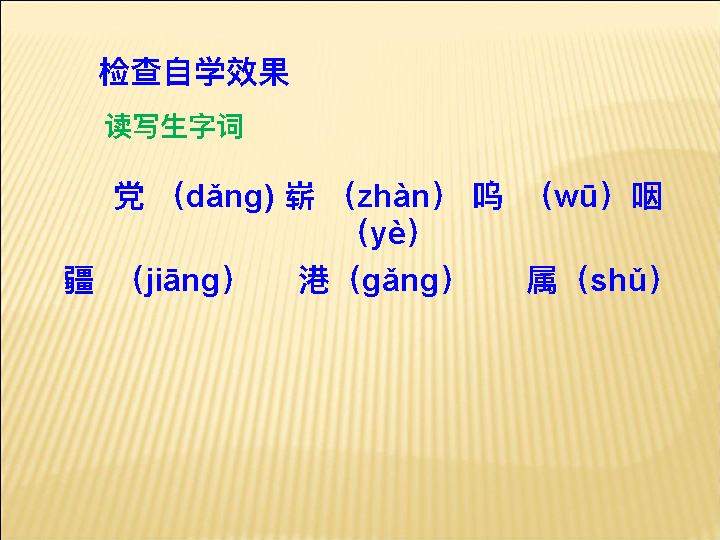 检查自学效果
读写生字词
党 （dǎng) 崭 （zhàn） 呜 （wū）咽
（yè）
疆 （jiāng） 港（gǎng） 属（shǔ）